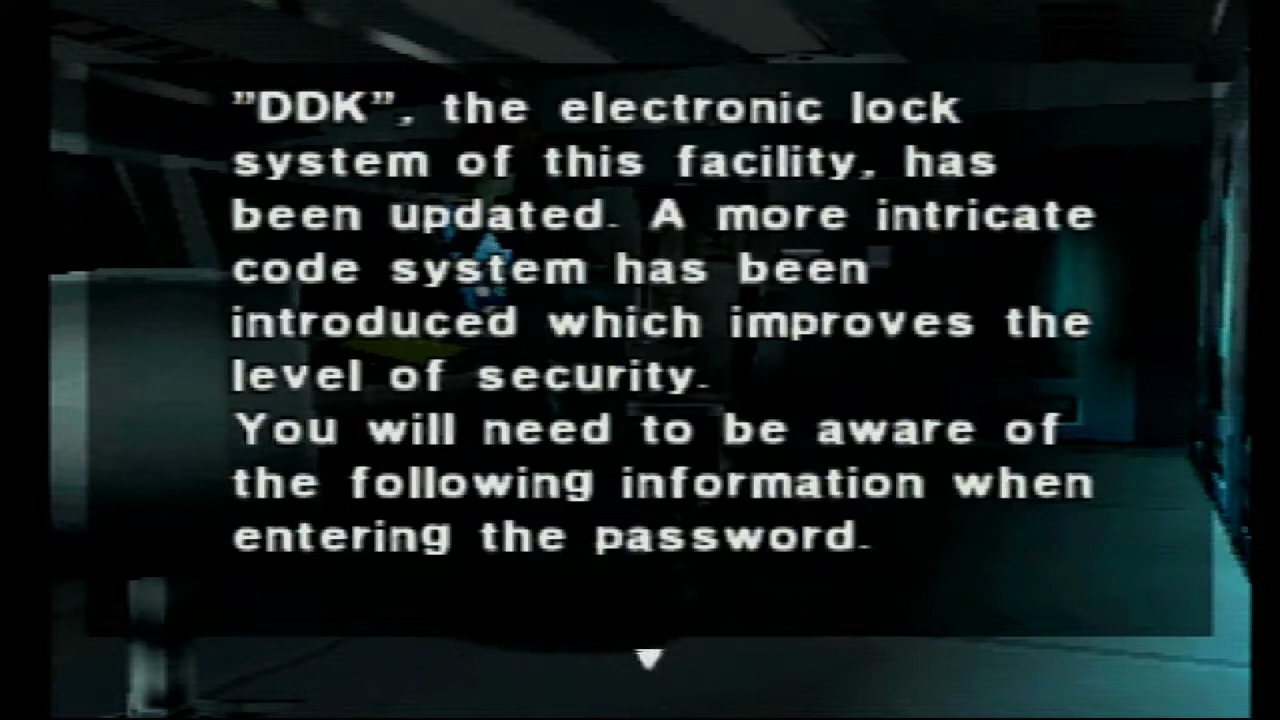 "DDK", the electronic lock
system of this facility, has
been updated. A more intricate
code system has been
introduced which improves the
level of security.
You will need to be aware of
the following information when
entering the password.